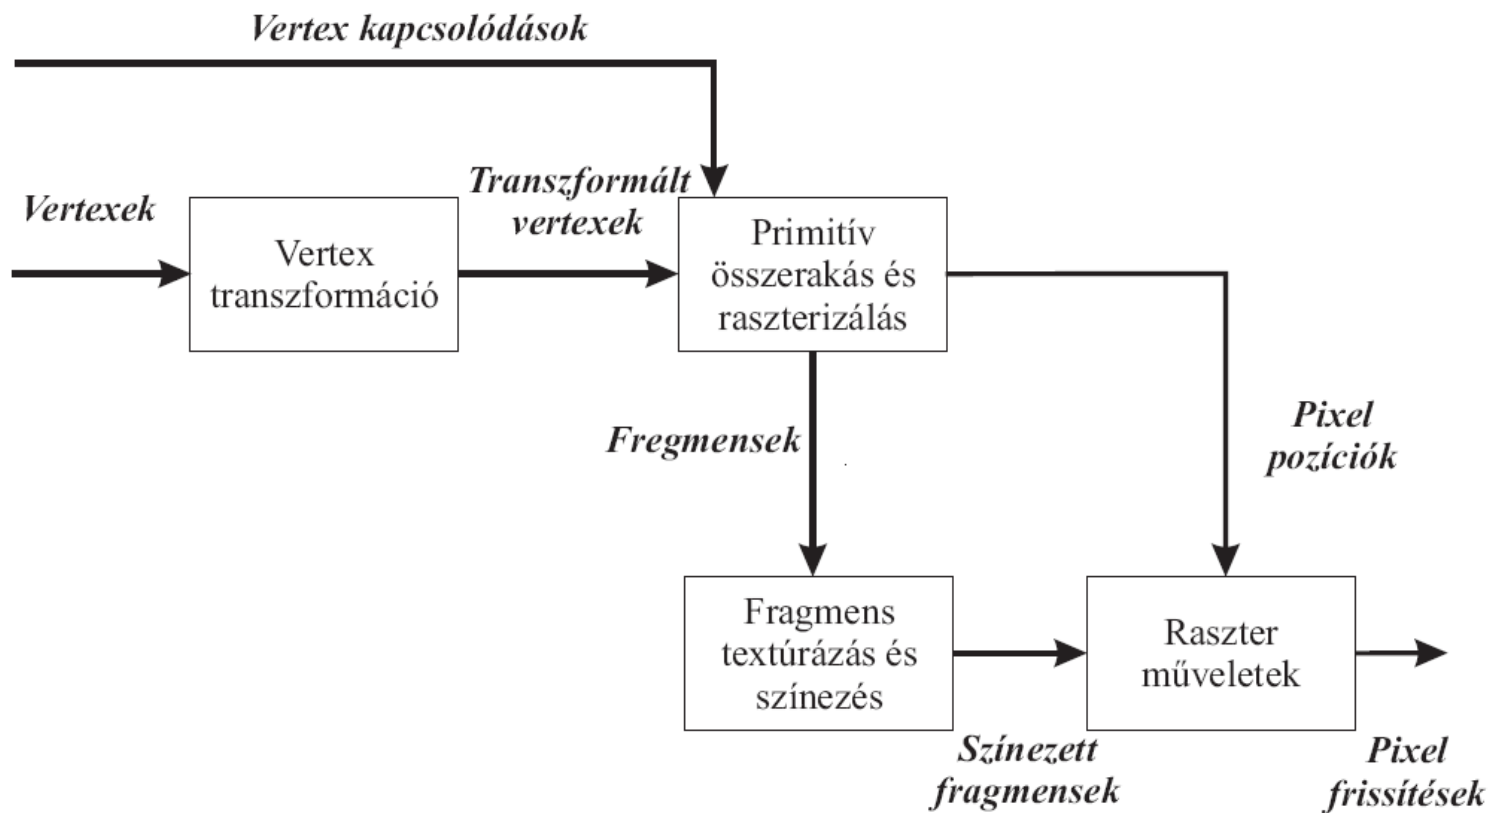 Vertex kapcsolódások
Vertexek
Vertex
transzformáció
Transzformált
vertexek
Primitív
összerakás és
raszterizálás
Fregmensek
Pixel
pozíciók
Fragmens
textúrázás és
színezés
Színezett
fragmensek
Raszter
műveletek
Pixel
frissítések